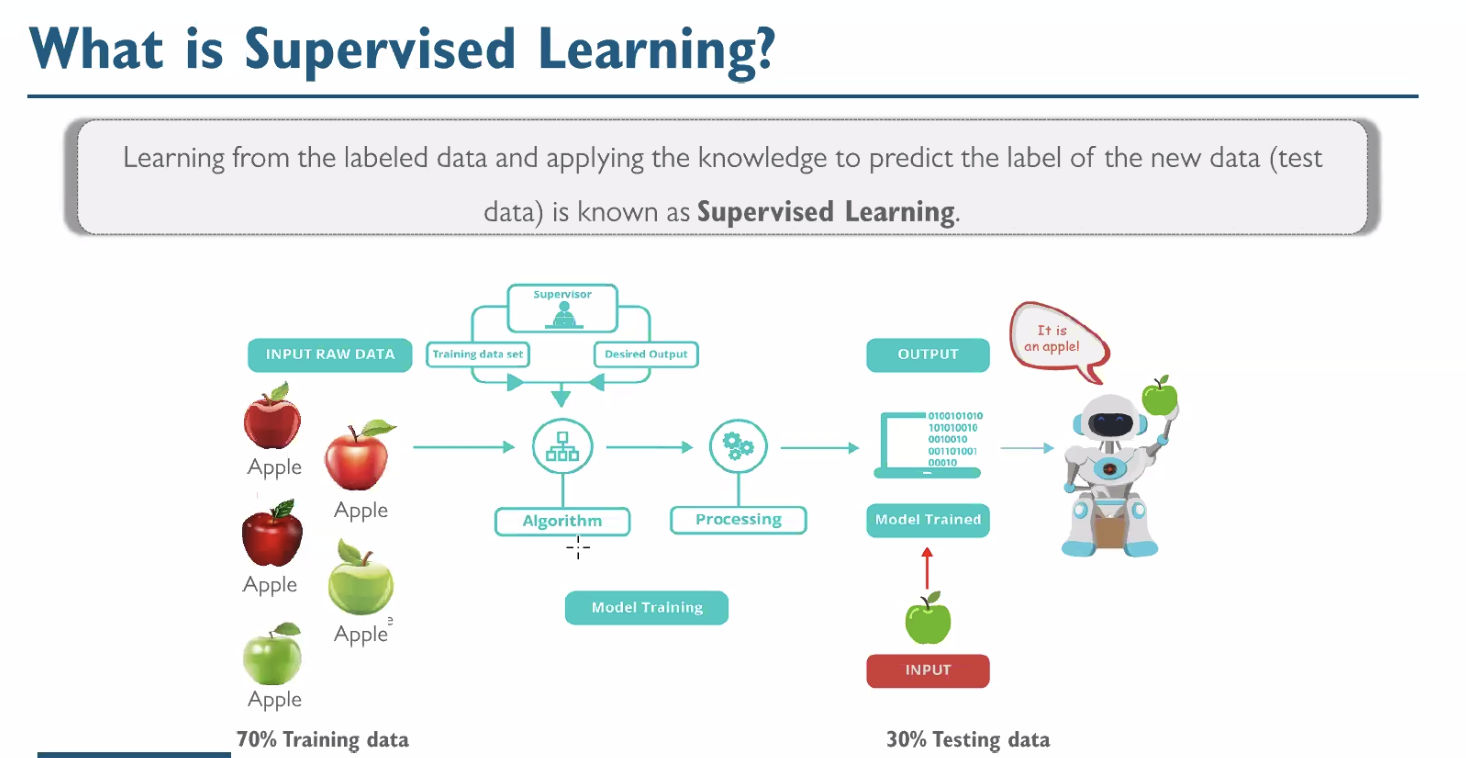 What is Supervised Learning?
Learning from the labeled data and applying the knowledge to predict the label of the new data (test
data) is known as Supervised Learning.
Supervisor
Training data set
Desired Output
INPUT RAW DATA
OUTPUT
It is
an apple!
Apple
Apple
Apple
Apple
Apple
Algorithm
Processing
0100101010
101010010
0010010
001101001
00010
Model Trained
Model Training
INPUT
70% Training data
30% Testing data